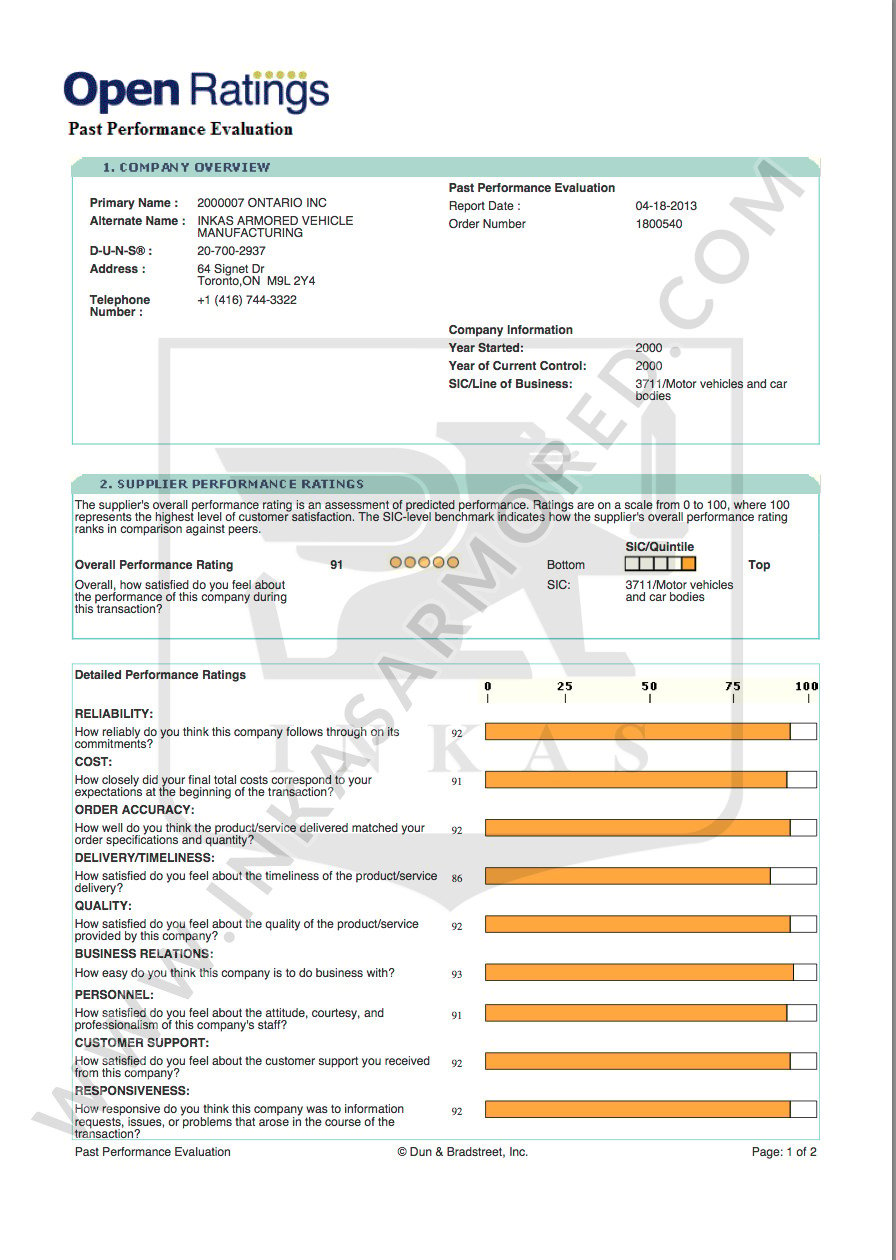 Open Ratings
Past Performance Evaluation
1. COMPANY OVERVIEW
Primary Name : 2000007 ONTARIO INC
Alternate Name : INKAS ARMORED VEHICLE
MANUFACTURING
D-U-N-S® : 20-700-2937
Address : 64 Signet Dr
Toronto,ON M9L 2Y4
Telephone
Number : +1 (416) 744-3322
Past Performance Evaluation
Report Date : 04-18-2013
Order Number 1800540
Company Information
Year Started: 2000
Year of Current Control: 2000
SIC/Line of Business: 3711/Motor vehicles and car
bodies
2. SUPPLIER PERFORMANCE RATINGS
The supplier's overall performance rating is an assessment of predicted performance. Ratings are on a scale from 0 to 100, where 100
represents the highest level of customer satisfaction. The SIC-level benchmark indicates how the supplier's overall performance rating
ranks in comparison against peers.
SIC/Quintile
Overall Performance Rating 91 Bottom Top
Overall, how satisfied do you feel about
the performance of this company during
this transaction?
SIC: 3711/Motor vehicles
and car bodies
Detailed Performance Ratings
0 25 50 75 100
RELIABILITY:
How reliably do you think this company follows through on its
commitments?
92
COST:
How closely did your final total costs correspond to your
expectations at the beginning of the transaction?
91
ORDER ACCURACY:
How well do you think the product/service delivered matched your
order specifications and quantity?
92
DELIVERY/TIMELINESS:
How satisfied do you feel about the timeliness of the product/service
delivery?
86
QUALITY:
How satisfied do you feel about the quality of the product/service
provided by this company?
92
BUSINESS RELATIONS:
How easy do you think this company is to do business with?
93
PERSONNEL:
How satisfied do you feel about the attitude, courtesy, and
professionalism of this company's staff?
91
CUSTOMER SUPPORT:
How satisfied do you feel about the customer support you received
from this company?
92
RESPONSIVENESS:
How responsive do you think this company was to information
requests, issues, or problems that arose in the course of the
transaction?
92
Past Performance Evaluation © Dun & Bradstreet, Inc. Page: 1 of 2
INKAS
WWW.INKASARMORED.COM